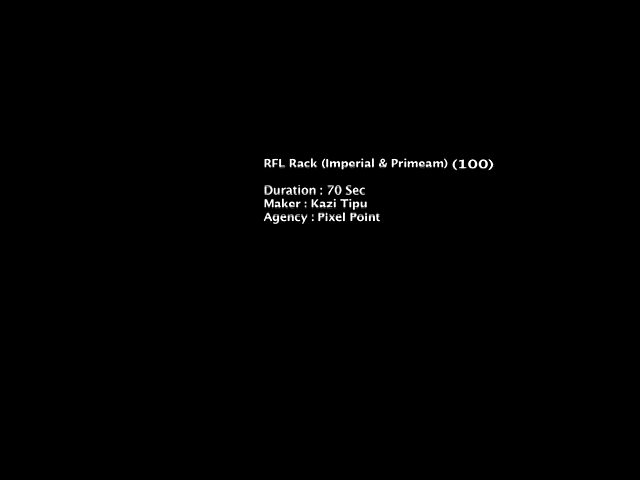 RFL Rack (Imperial & Primeam) (100)
Duration : 70 Sec
Maker : Kazi Tipu
Agency : Pixel Point